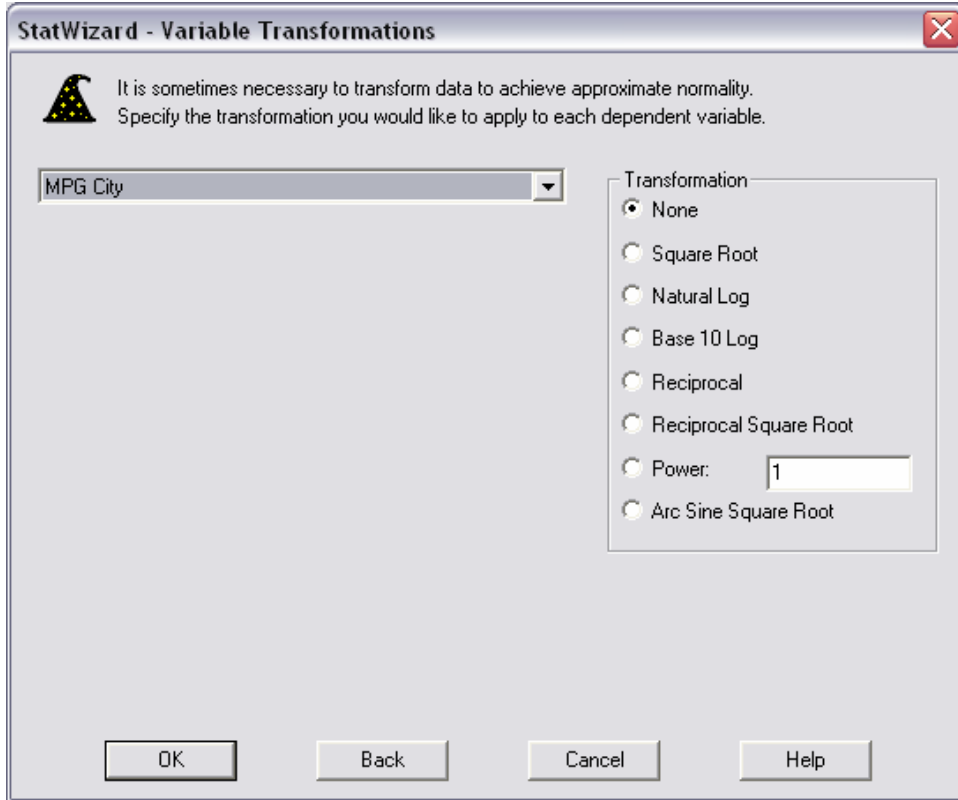 StatWizard - Variable Transformations
It is sometimes necessary to transform data to achieve approximate normality.
Specify the transformation you would like to apply to each dependent variable.
MPG City
Transformation
None
Square Root
Natural Log
Base 10 Log
Reciprocal
Reciprocal Square Root
Power: 1
Arc Sine Square Root
OK Back Cancel Help